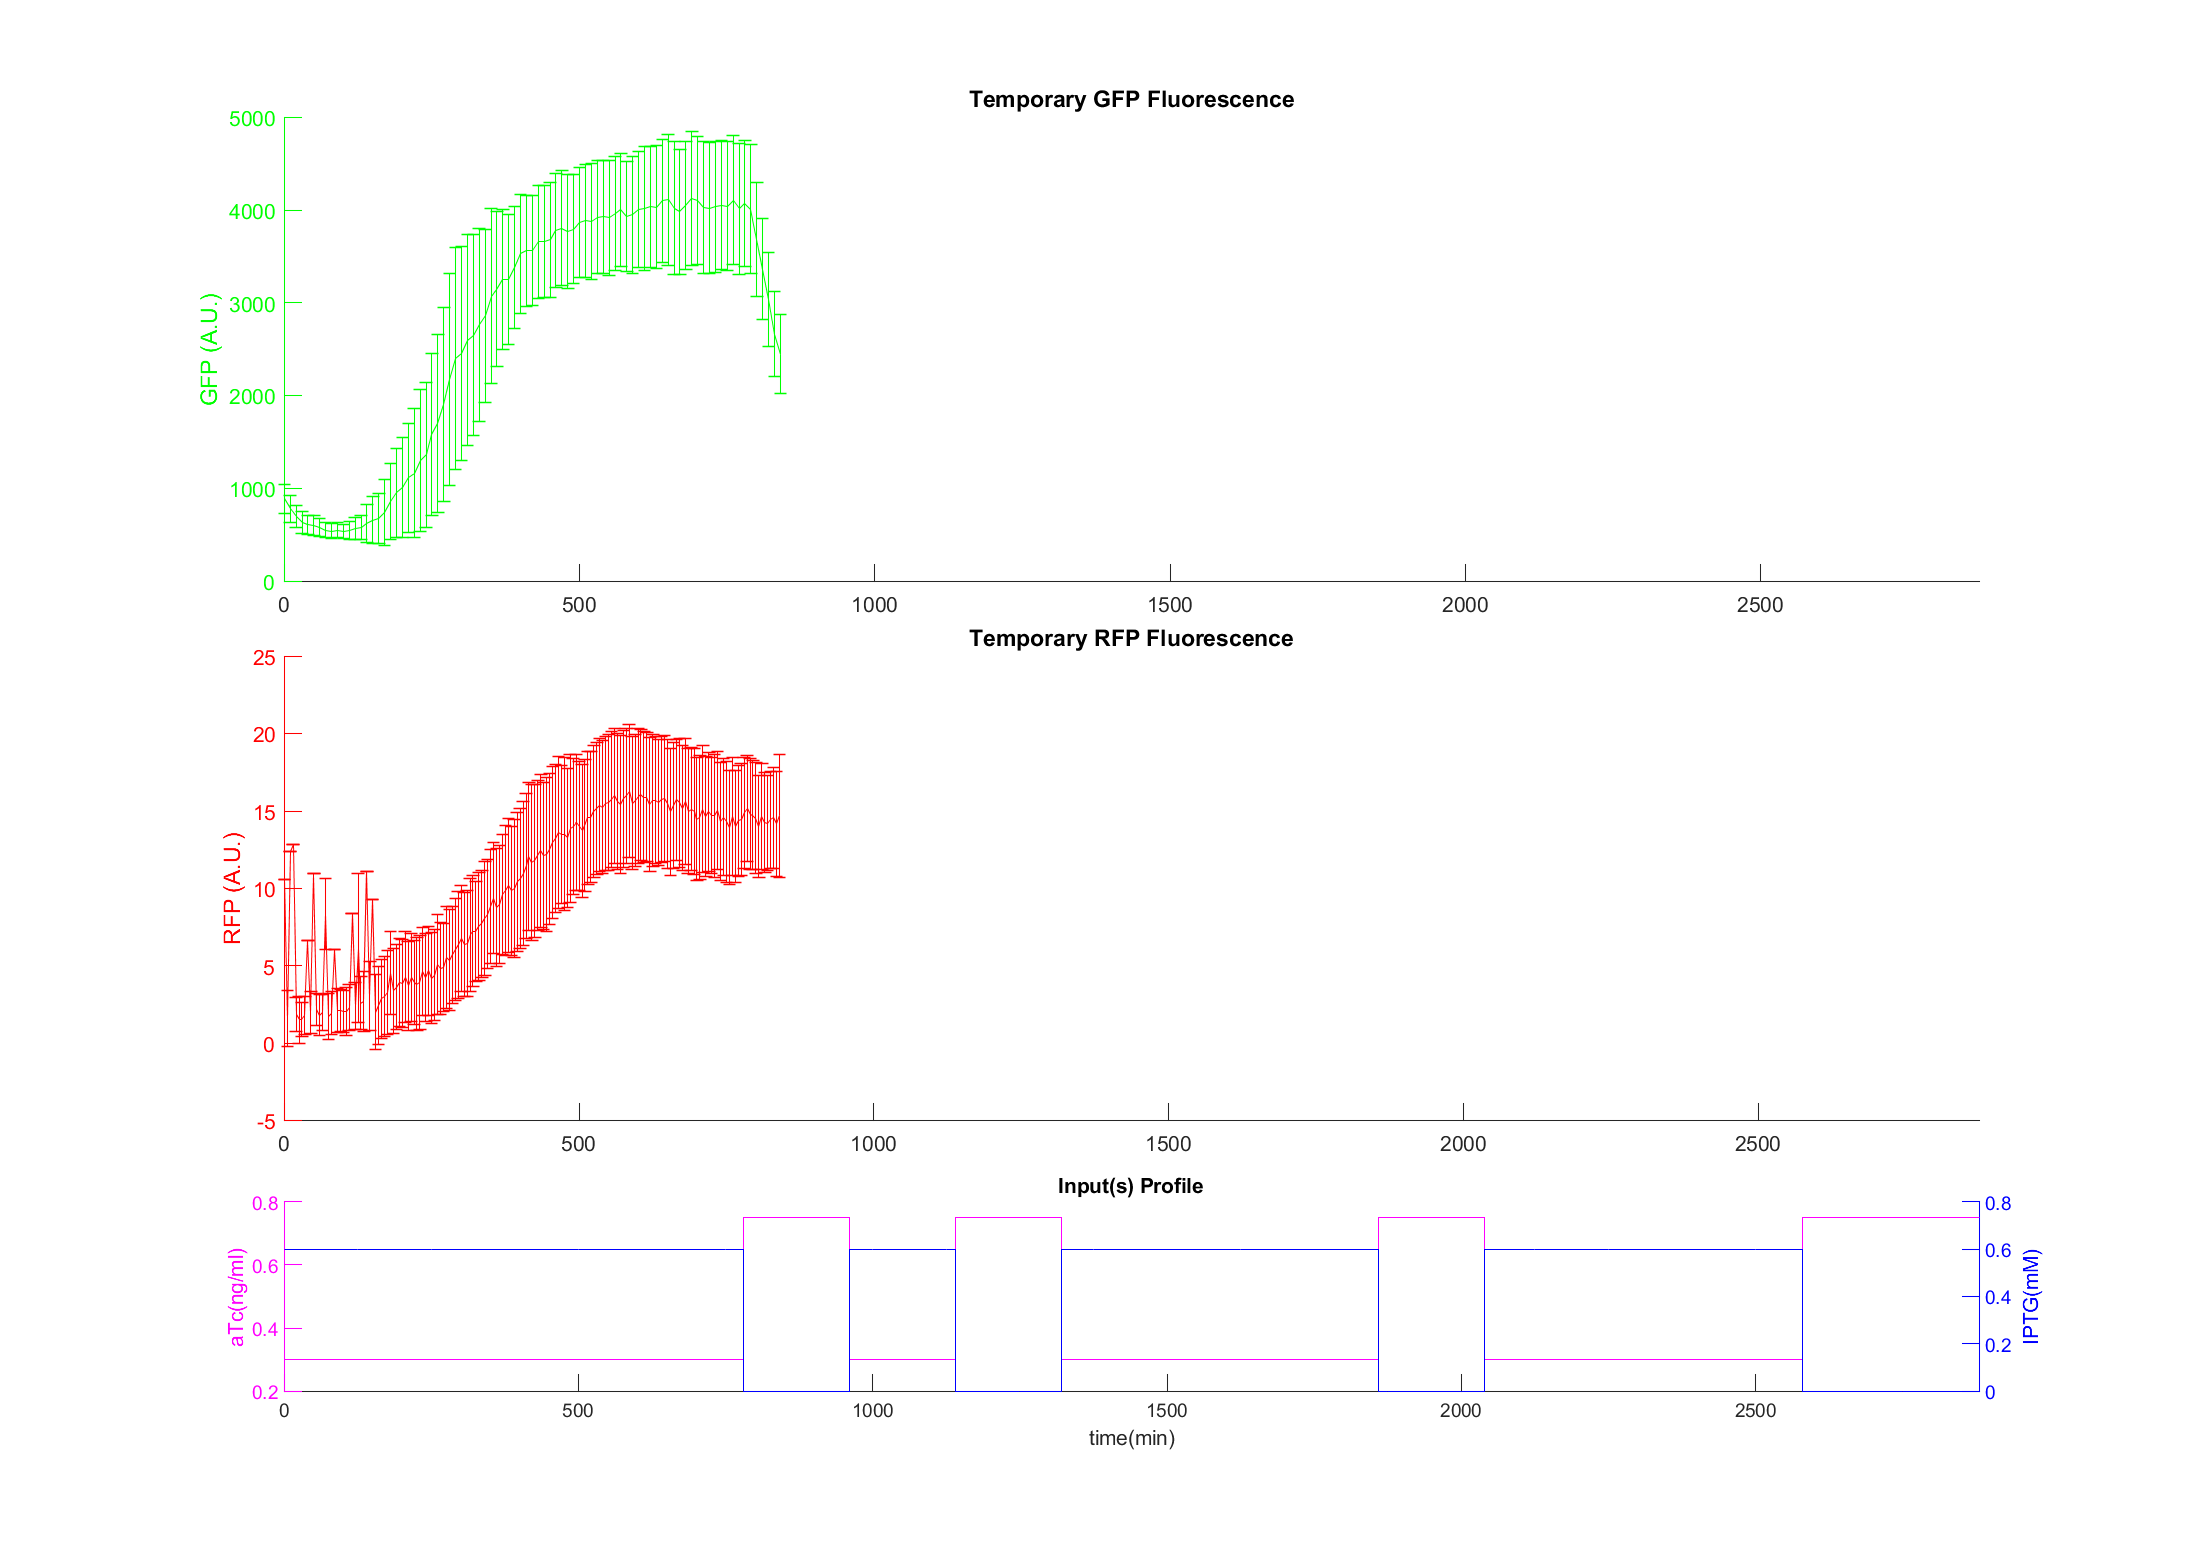 Temporary GFP Fluorescence
5000
4000
3000
2000
1000
0
GFP (A.U.)
0 500 1000 1500 2000 2500
Temporary RFP Fluorescence
25
20
15
10
5
0
-5
RFP (A.U.)
0 500 1000 1500 2000 2500
Input(s) Profile
0.8 0.8
0.6 0.6
0.4 0.4
0.2
0.2 0
aTc(ng/ml)
IPTG(mM)
0 500 1000 1500 2000 2500
time(min)